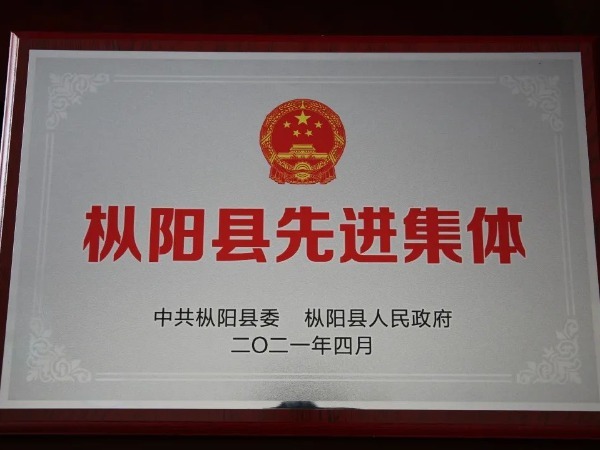 枞阳县先进集体
中共枞阳县委 枞阳县人民政府
二〇二一年四月